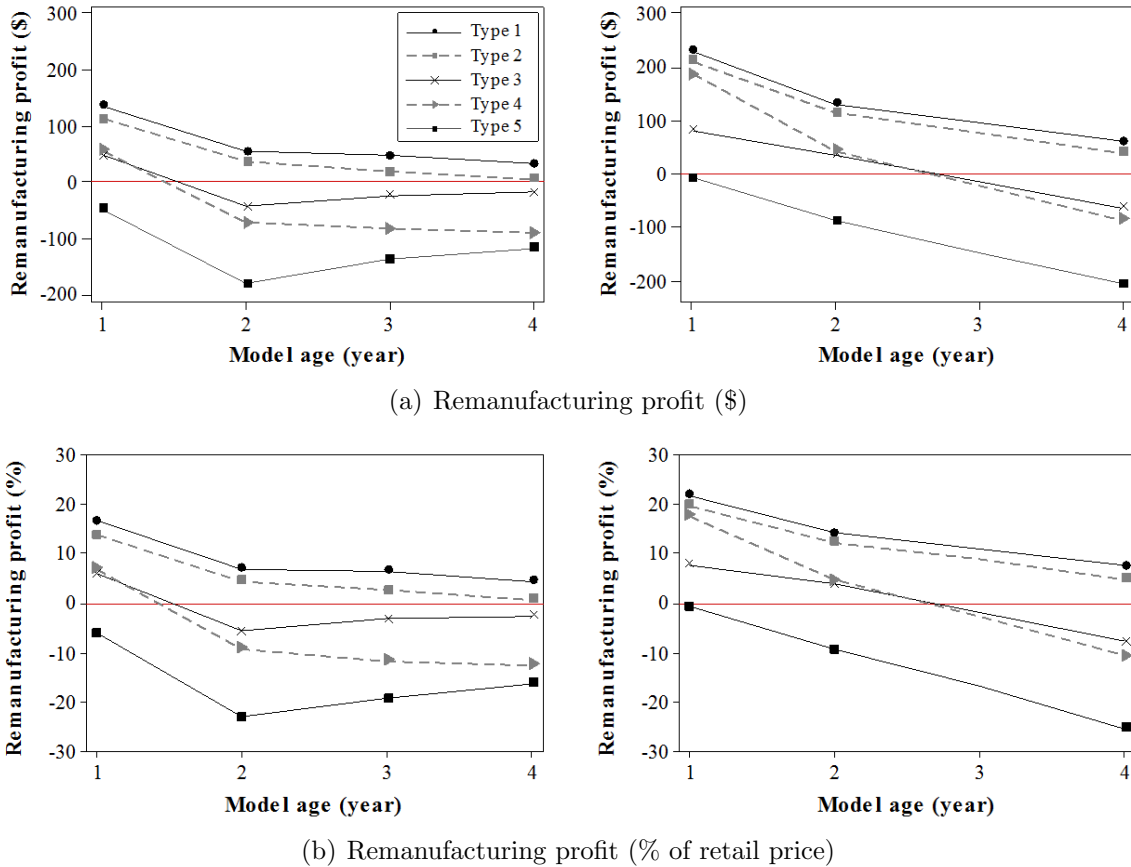 Remanufacturing profit ($)
300
200
100
0
-100
-200
1
2
3
4
Model age (year)
Type 1
Type 2
Type 3
Type 4
Type 5
Remanufacturing profit ($)
300
200
100
0
-100
-200
1
2
3
4
Model age (year)
(a) Remanufacturing profit ($)
Remanufacturing profit (%)
30
20
10
0
-10
-20
-30
1
2
3
4
Model age (year)
Remanufacturing profit (%)
30
20
10
0
-10
-20
-30
1
2
3
4
Model age (year)
(b) Remanufacturing profit (% of retail price)